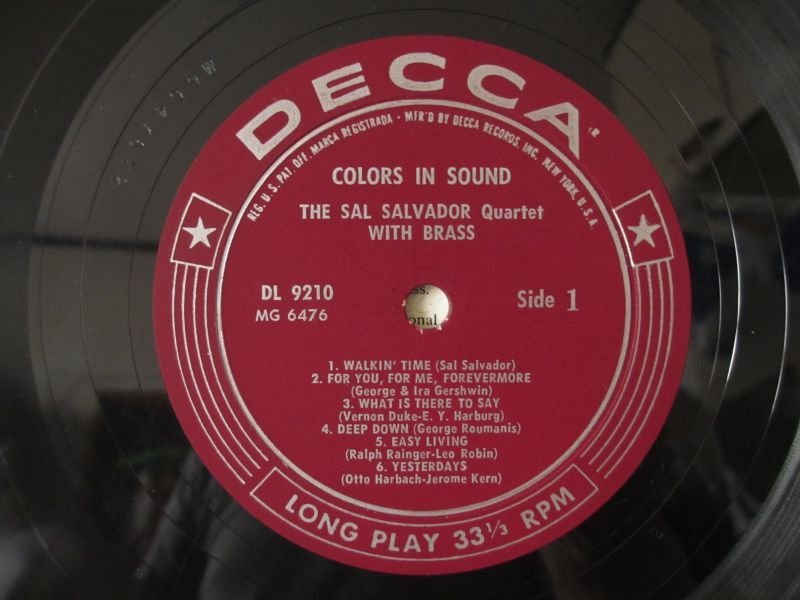 DECCA®
REG. U.S. PAT. OFF. MARCA REGISTRADA · MFR'D BY DECCA RECORDS, INC. NEW YORK, U.S.A.
COLORS IN SOUND
THE SAL SALVADOR Quartet
WITH BRASS
DL 9210
MG 6476
Side 1
ss.
onal
1. WALKIN' TIME (Sal Salvador)
2. FOR YOU, FOR ME, FOREVERMORE
(George & Ira Gershwin)
3. WHAT IS THERE TO SAY
(Vernon Duke-E. Y. Harburg)
4. DEEP DOWN (George Roumanis)
5. EASY LIVING
(Ralph Rainger-Leo Robin)
6. YESTERDAYS
(Otto Harbach-Jerome Kern)
LONG PLAY 33⅓ RPM